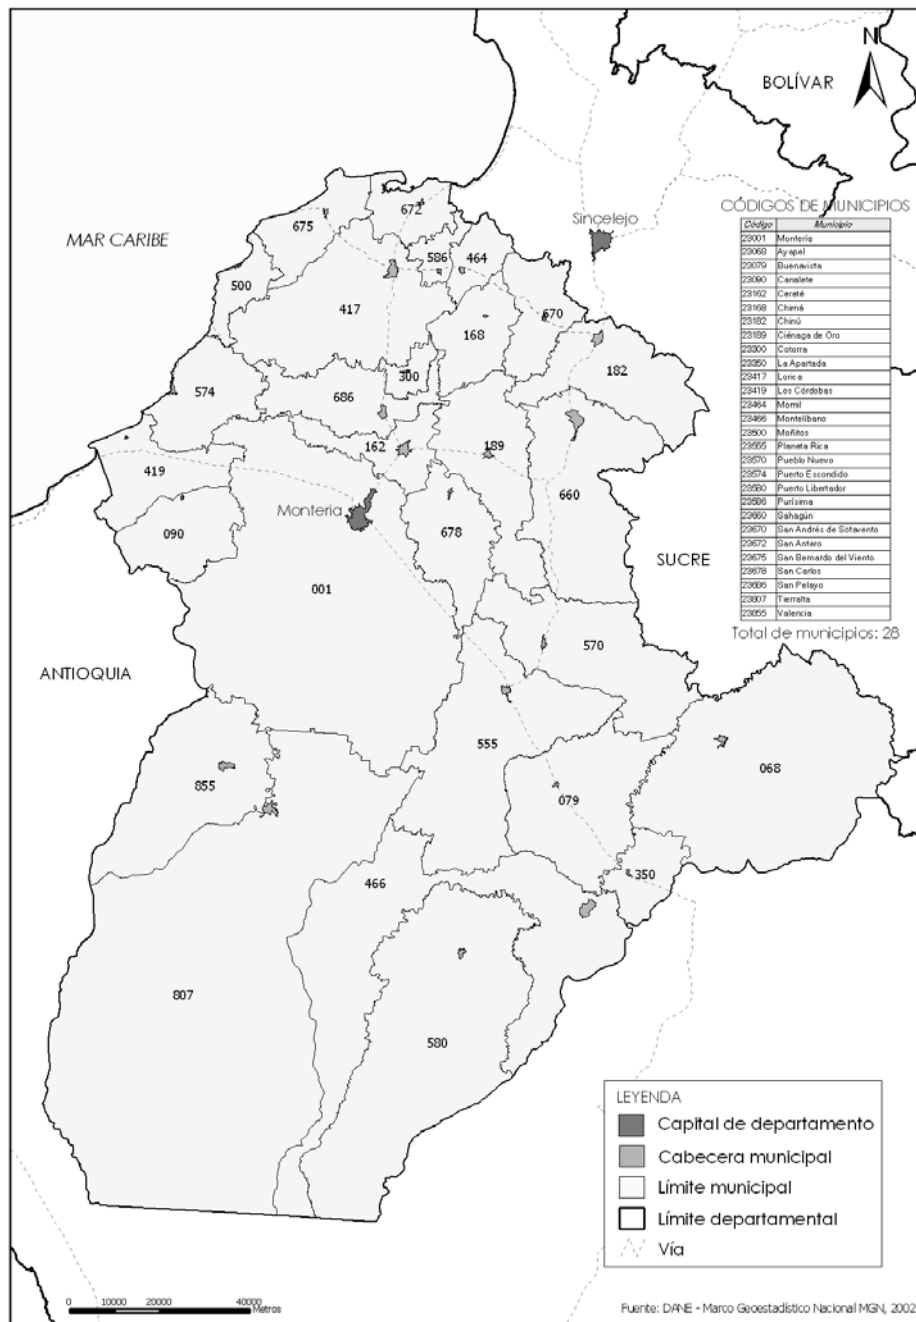 N
BOLÍVAR
CÓDIGOS DE MUNICIPIOS
Sincelejo
MAR CARIBE
675
672
586
464
500
417
670
168
182
300
574
686
162
189
419
660
Montería
090
678
SUCRE
001
570
ANTIOQUIA
555
068
855
079
350
466
807
580
Código Municipio
23001 Montería
23068 Ayapel
23079 Buenavista
23090 Canalete
23162 Cereté
23168 Chimá
23182 Chinú
23189 Ciénaga de Oro
23300 Cotorra
23350 La Apartada
23417 Lorica
23419 Los Córdobas
23464 Momil
23466 Montelíbano
23500 Moñitos
23555 Planeta Rica
23570 Pueblo Nuevo
23574 Puerto Escondido
23580 Puerto Libertador
23586 Purísima
23660 Sahagún
23670 San Andrés de Sotavento
23672 San Antero
23675 San Bernardo del Viento
23678 San Carlos
23686 San Pelayo
23807 Tierralta
23855 Valencia
Total de municipios: 28
LEYENDA
Capital de departamento
Cabecera municipal
Límite municipal
Límite departamental
Vía
0 10000 20000 40000
Metros
Fuente: DANE - Marco Geoestadístico Nacional MGN, 2002